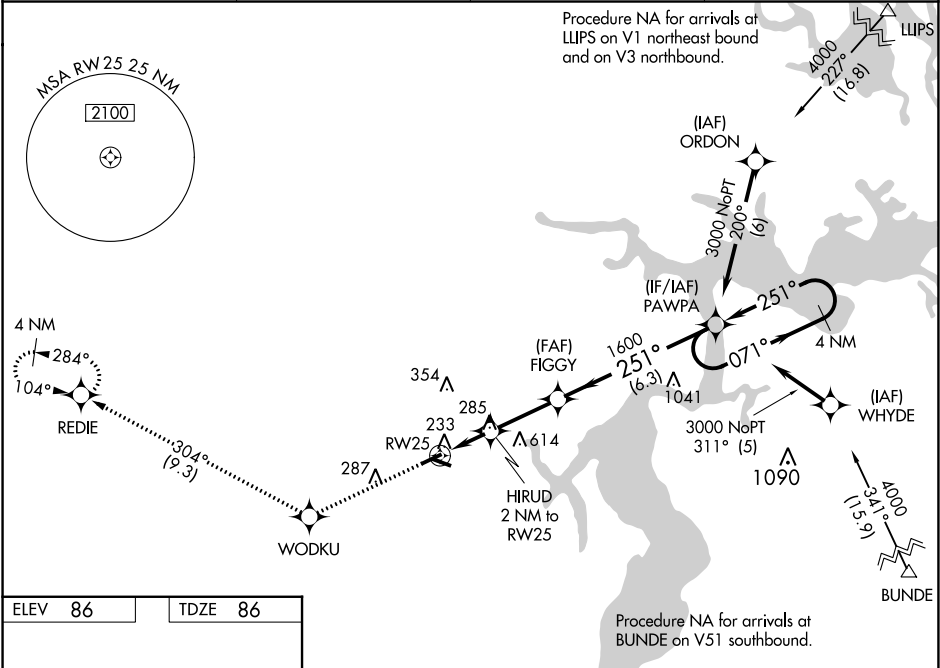 Procedure NA for arrivals at
LLIPS on V1 northeast bound
and on V3 northbound.
LLIPS
4000
227°
(16.8)
MSA RW 25 25 NM
2100
(IAF)
ORDON
3000 NoPT
200°
(6)
(IF/IAF)
PAWPA
251°
071°
4 NM
4 NM
284°
104°
REDIE
(FAF)
FIGGY
1600
251°
(6.3)
1041
354
285
233
RW25
614
287
HIRUD
2 NM to
RW25
304°
(9.3)
WODKU
(IAF)
WHYDE
3000 NoPT
311° (5)
1090
4000
341°
(15.9)
BUNDE
Procedure NA for arrivals at
BUNDE on V51 southbound.
ELEV 86
TDZE 86